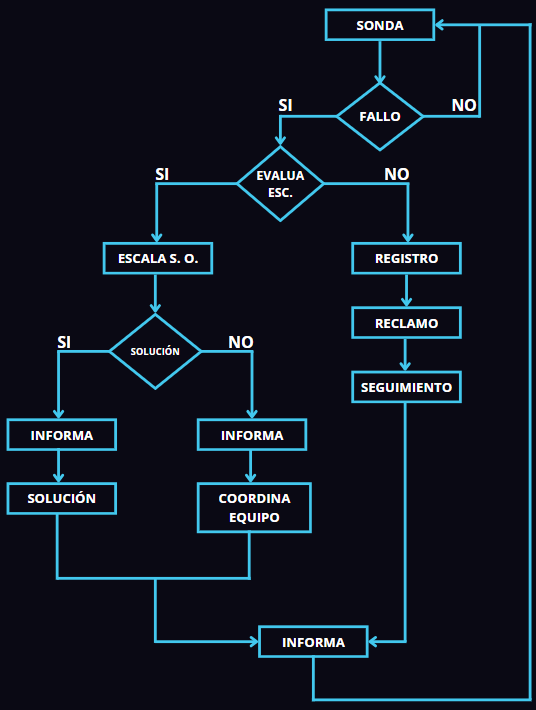 SONDA
SI
NO
FALLO
SI
EVALUA
ESC.
NO
ESCALA S. O.
REGISTRO
RECLAMO
SI
SOLUCIÓN
NO
SEGUIMIENTO
INFORMA
INFORMA
SOLUCIÓN
COORDINA
EQUIPO
INFORMA